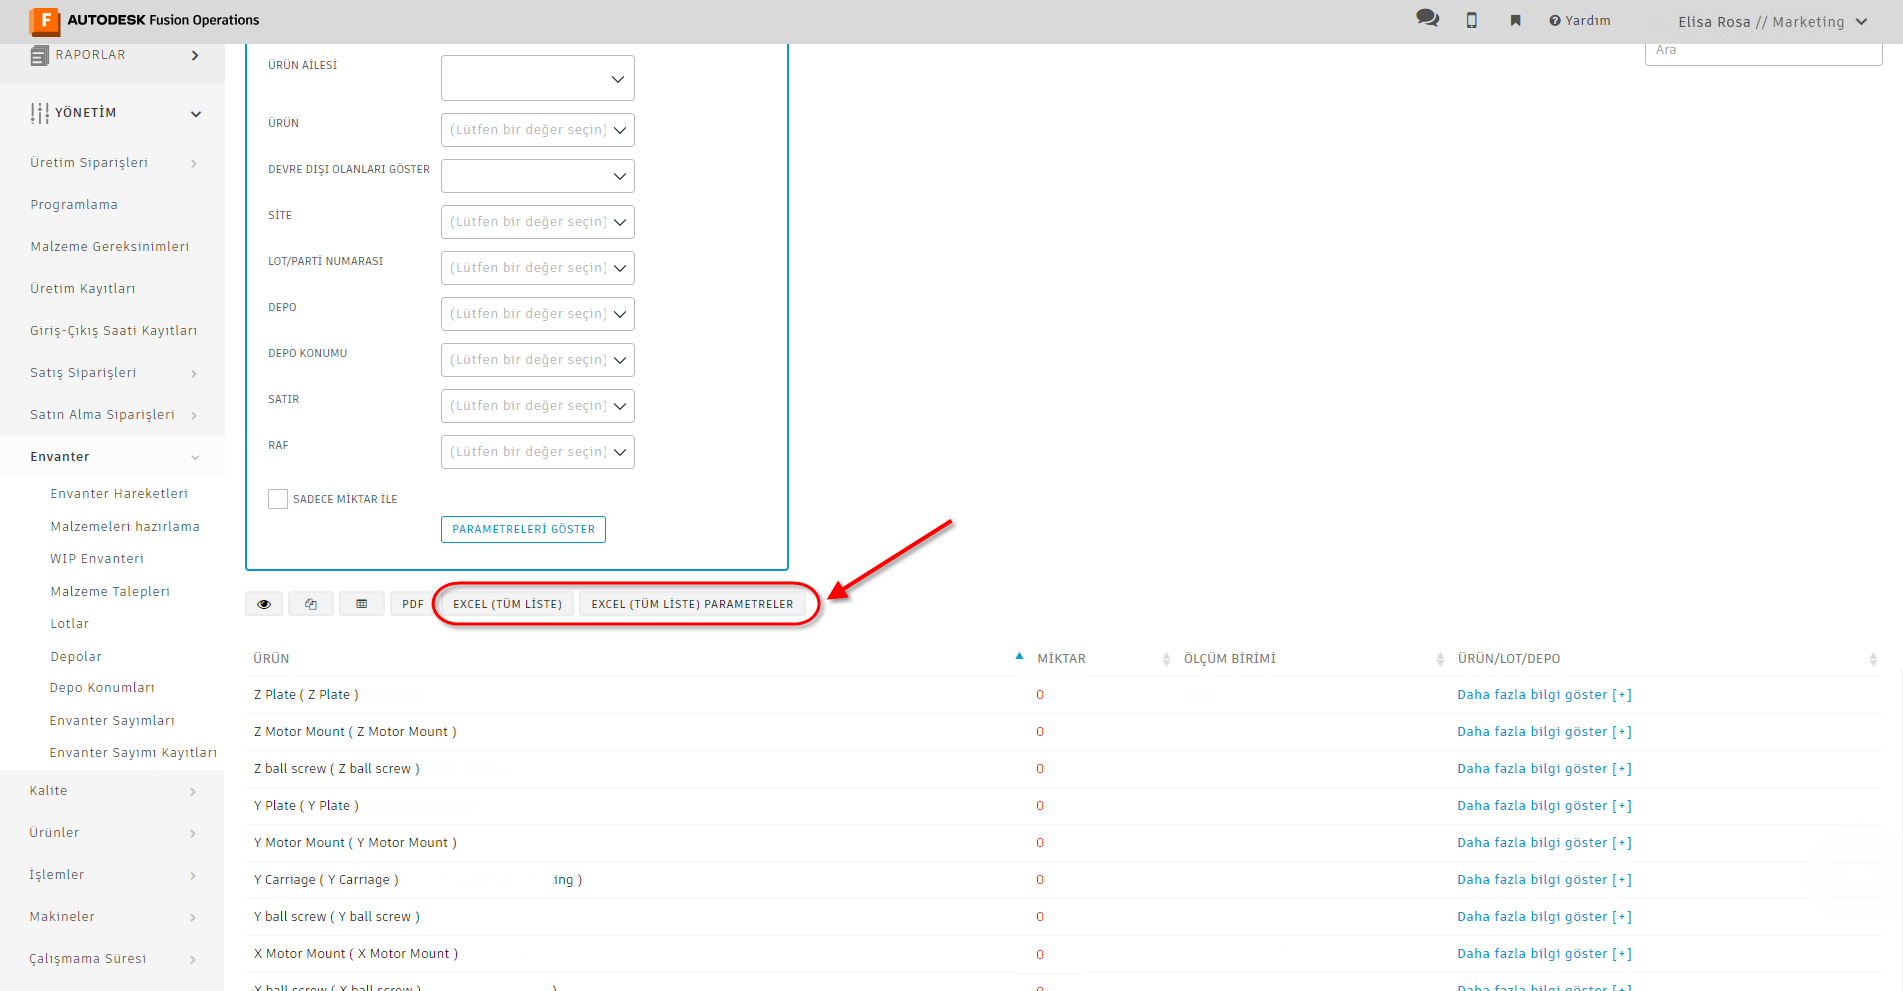 F AUTODESK Fusion Operations
Yardım
Elisa Rosa // Marketing
RAPORLAR
YÖNETİM
Üretim Siparişleri
Programlama
Malzeme Gereksinimleri
Üretim Kayıtları
Giriş-Çıkış Saati Kayıtları
Satış Siparişleri
Satın Alma Siparişleri
Envanter
Envanter Hareketleri
Malzemeleri hazırlama
WIP Envanteri
Malzeme Talepleri
Lotlar
Depolar
Depo Konumları
Envanter Sayımları
Envanter Sayımı Kayıtları
Kalite
Ürünler
İşlemler
Makineler
Çalışmama Süresi
Ara
ÜRÜN AİLESİ
ÜRÜN (Lütfen bir değer seçin)
DEVRE DIŞI OLANLARI GÖSTER
SİTE (Lütfen bir değer seçin)
LOT/PARTİ NUMARASI (Lütfen bir değer seçin)
DEPO (Lütfen bir değer seçin)
DEPO KONUMU (Lütfen bir değer seçin)
SATIR (Lütfen bir değer seçin)
RAF (Lütfen bir değer seçin)
SADECE MİKTAR İLE
PARAMETRELERİ GÖSTER
PDF EXCEL (TÜM LİSTE) EXCEL (TÜM LİSTE) PARAMETRELER
ÜRÜN MİKTAR ÖLÇÜM BİRİMİ ÜRÜN/LOT/DEPO
Z Plate ( Z Plate ) 0 Daha fazla bilgi göster [+]
Z Motor Mount ( Z Motor Mount ) 0 Daha fazla bilgi göster [+]
Z ball screw ( Z ball screw ) 0 Daha fazla bilgi göster [+]
Y Plate ( Y Plate ) 0 Daha fazla bilgi göster [+]
Y Motor Mount ( Y Motor Mount ) 0 Daha fazla bilgi göster [+]
Y Carriage ( Y Carriage ) ing ) 0 Daha fazla bilgi göster [+]
Y ball screw ( Y ball screw ) 0 Daha fazla bilgi göster [+]
X Motor Mount ( X Motor Mount ) 0 Daha fazla bilgi göster [+]
X ball screw ( X ball screw ) ) 0 Daha fazla bilgi göster [+]